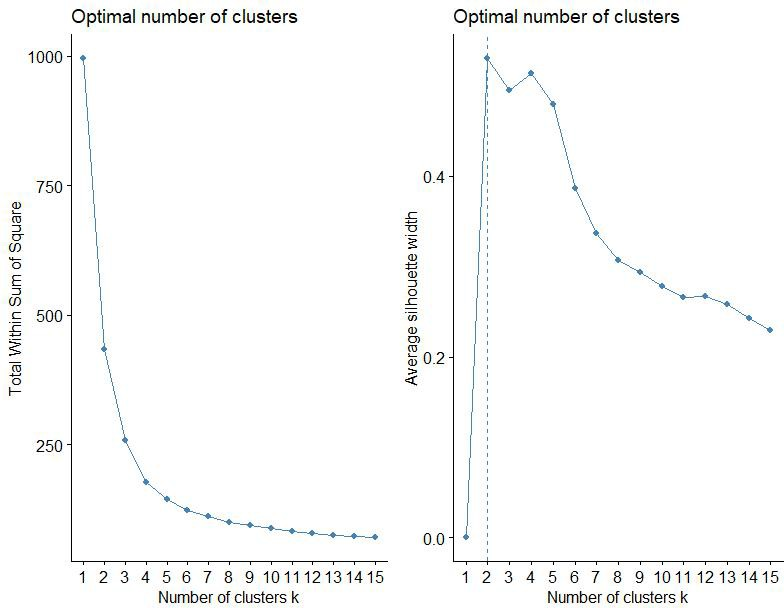 Optimal number of clusters
Total Within Sum of Square
1000
750
500
250
1 2 3 4 5 6 7 8 9 10 11 12 13 14 15
Number of clusters k
Optimal number of clusters
Average silhouette width
0.4
0.2
0.0
1 2 3 4 5 6 7 8 9 10 11 12 13 14 15
Number of clusters k